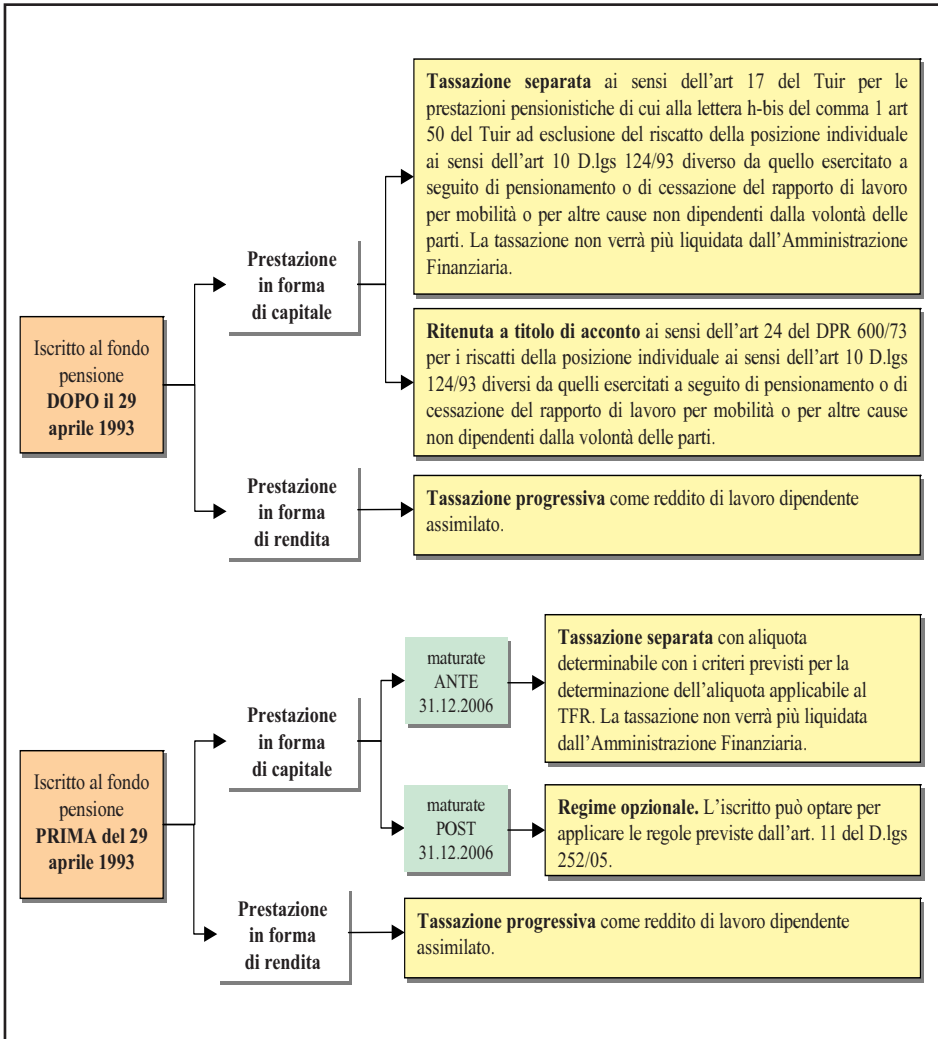 Tassazione separata ai sensi dell'art 17 del Tuir per le
prestazioni pensionistiche di cui alla lettera h-bis del comma 1 art
50 del Tuir ad esclusione del riscatto della posizione individuale
ai sensi dell'art 10 D.lgs 124/93 diverso da quello esercitato a
seguito di pensionamento o di cessazione del rapporto di lavoro
per mobilità o per altre cause non dipendenti dalla volontà delle
parti. La tassazione non verrà più liquidata dall'Amministrazione
Finanziaria.
Prestazione
in forma
di capitale
Ritenuta a titolo di acconto ai sensi dell'art 24 del DPR 600/73
per i riscatti della posizione individuale ai sensi dell'art 10 D.lgs
124/93 diversi da quelli esercitati a seguito di pensionamento o di
cessazione del rapporto di lavoro per mobilità o per altre cause
non dipendenti dalla volontà delle parti.
Iscritto al fondo
pensione
DOPO il 29
aprile 1993
Prestazione
in forma
di rendita
Tassazione progressiva come reddito di lavoro dipendente
assimilato.
maturate
ANTE
31.12.2006
Tassazione separata con aliquota
determinabile con i criteri previsti per la
determinazione dell'aliquota applicabile al
TFR. La tassazione non verrà più liquidata
dall'Amministrazione Finanziaria.
Prestazione
in forma
di capitale
Iscritto al fondo
pensione
PRIMA del 29
aprile 1993
maturate
POST
31.12.2006
Regime opzionale. L'iscritto può optare per
applicare le regole previste dall'art. 11 del D.lgs
252/05.
Prestazione
in forma
di rendita
Tassazione progressiva come reddito di lavoro dipendente
assimilato.